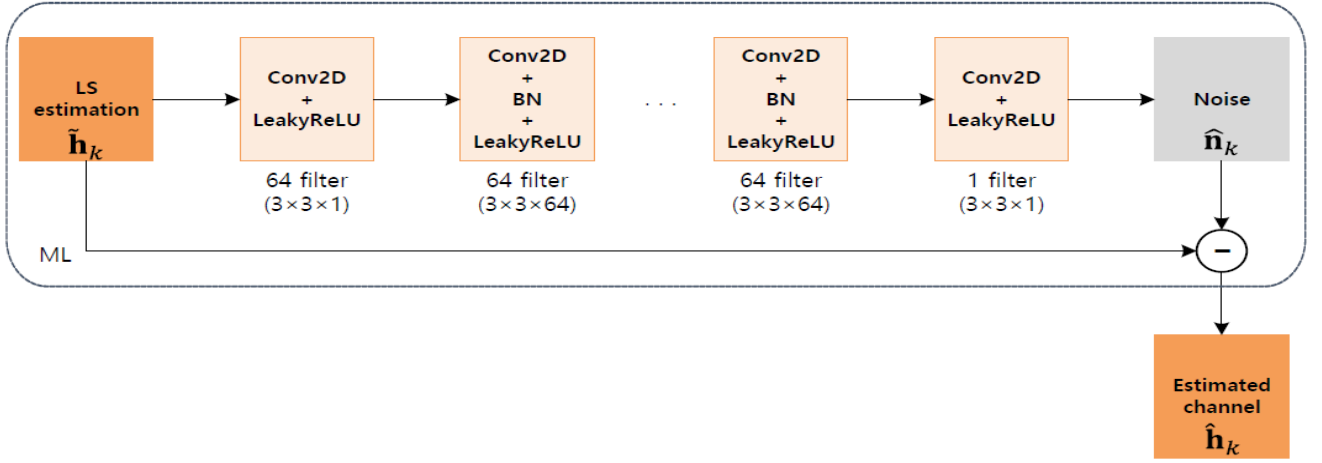 LS
estimation
h̃ₖ
Conv2D
+
LeakyReLU
64 filter
(3×3×1)
Conv2D
+
BN
+
LeakyReLU
64 filter
(3×3×64)
. . .
Conv2D
+
BN
+
LeakyReLU
64 filter
(3×3×64)
Conv2D
+
LeakyReLU
1 filter
(3×3×1)
Noise
n̂ₖ
ML
−
Estimated
channel
ĥₖ